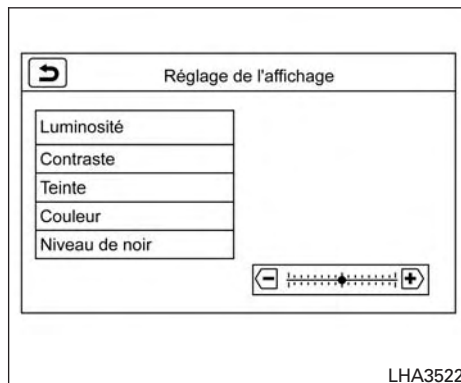 Réglage de l'affichage
Luminosité
Contraste
Teinte
Couleur
Niveau de noir
LHA3522